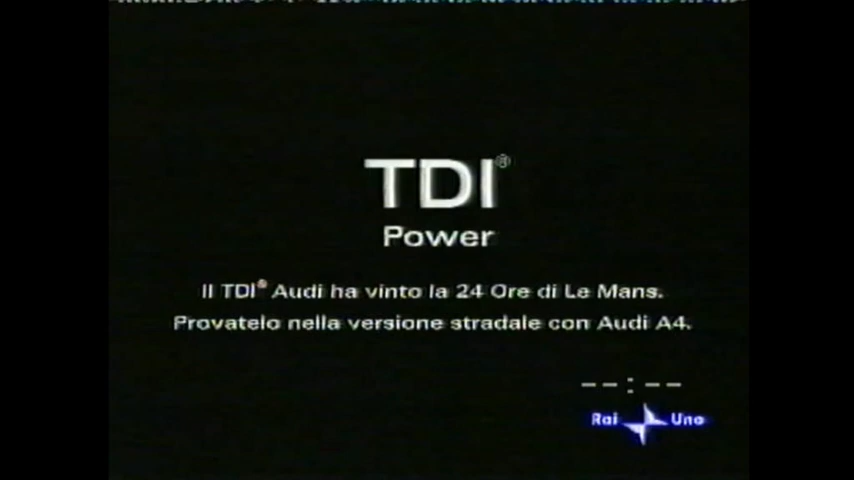 TDI®
Power
Il TDI® Audi ha vinto la 24 Ore di Le Mans.
Provatelo nella versione stradale con Audi A4.
--:--
Rai Uno